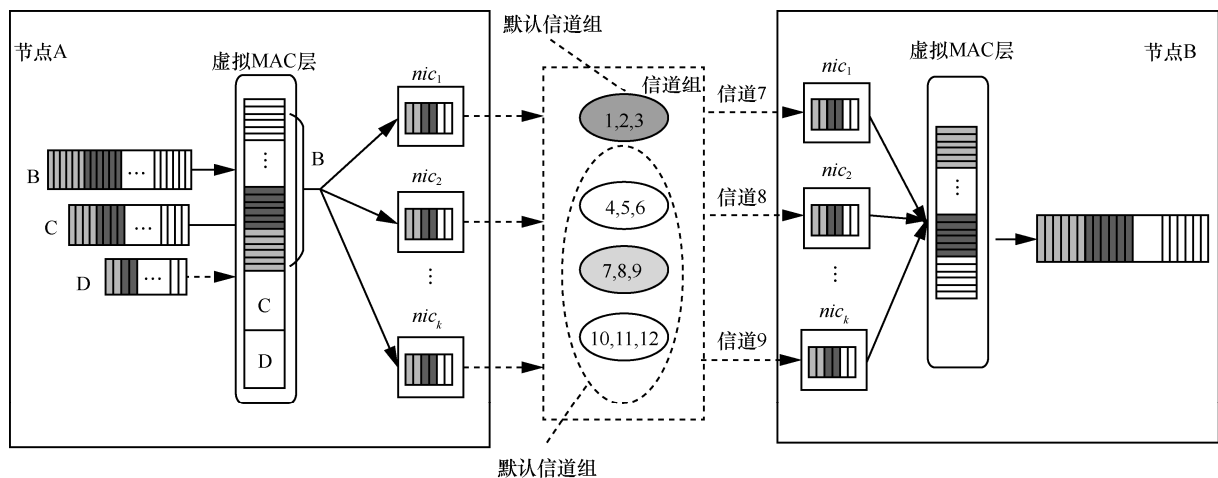 节点A
虚拟MAC层
B
C
D
…
…
…
⋮
B
C
D
nic₁
nic₂
⋮
nicₖ
默认信道组
信道组
1,2,3
4,5,6
7,8,9
10,11,12
默认信道组
信道7
信道8
信道9
nic₁
nic₂
⋮
nicₖ
虚拟MAC层
⋮
节点B